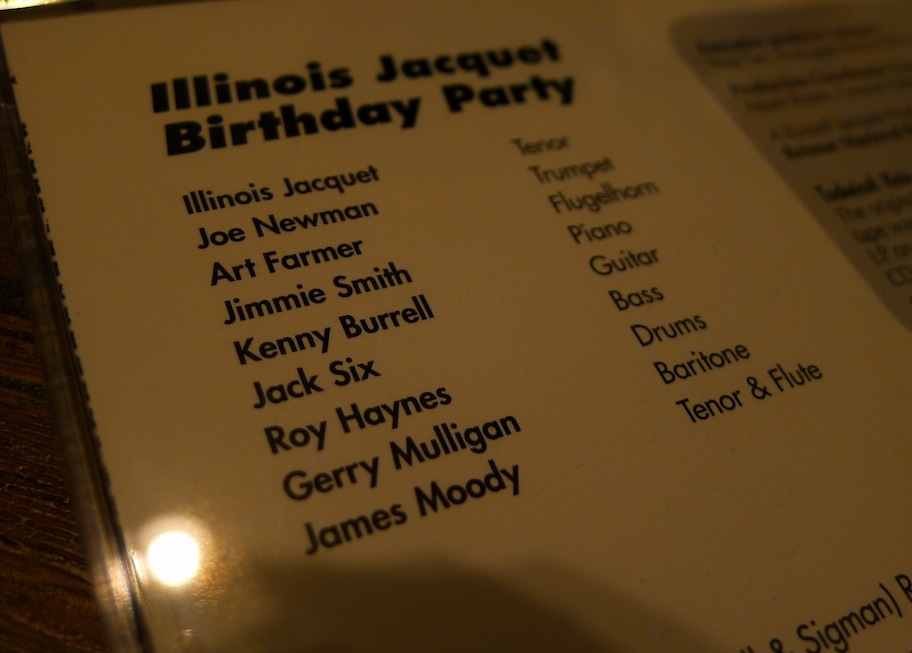 Illinois Jacquet
Birthday Party
Illinois Jacquet Tenor
Joe Newman Trumpet
Art Farmer Flugelhorn
Jimmie Smith Piano
Kenny Burrell Guitar
Jack Six Bass
Roy Haynes Drums
Gerry Mulligan Baritone
James Moody Tenor & Flute
& Sigman)